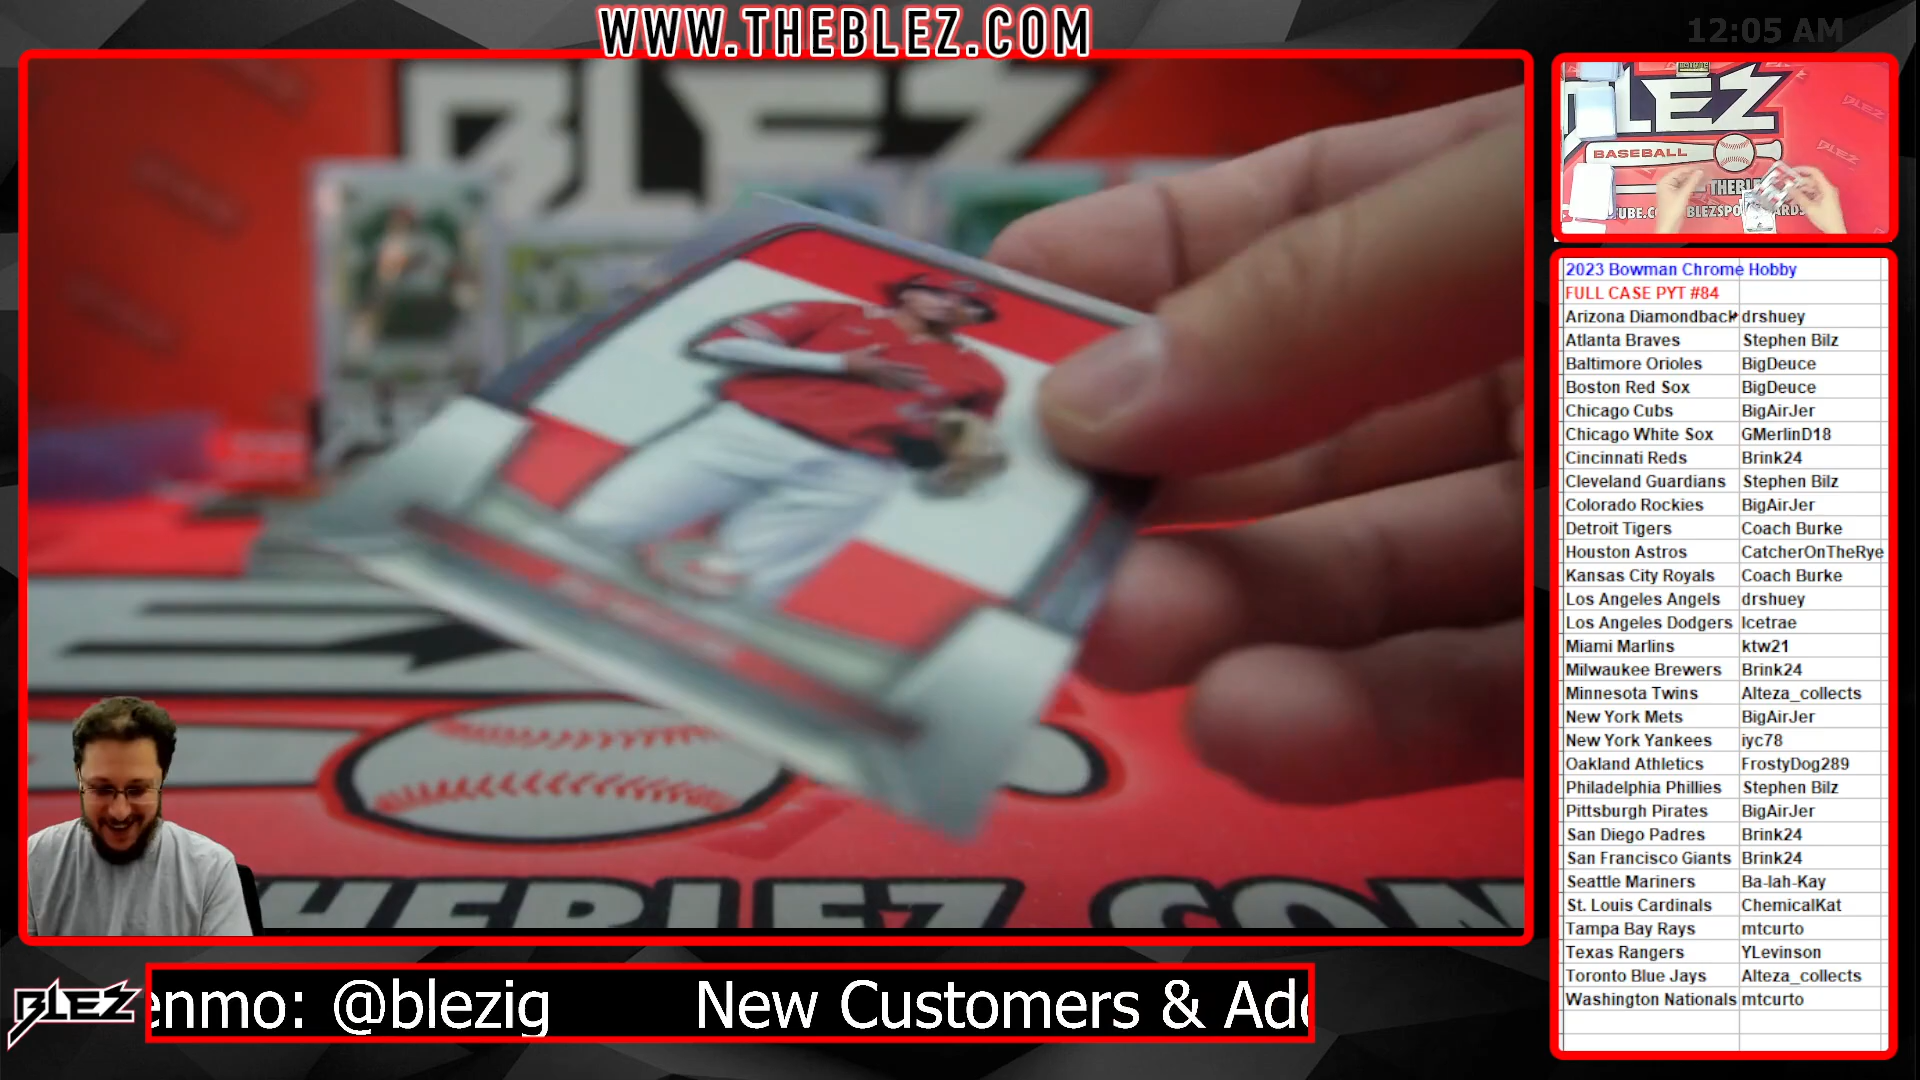 WWW.THEBLEZ.COM
12:05 AM
BLEZ
BLEZ
BASEBALL
BLEZ
BLEZ
2023 Bowman Chrome Hobby
FULL CASE PYT #84
Arizona Diamondback drshuey
Atlanta Braves Stephen Bilz
Baltimore Orioles BigDeuce
Boston Red Sox BigDeuce
Chicago Cubs BigAirJer
Chicago White Sox GMerlinD18
Cincinnati Reds Brink24
Cleveland Guardians Stephen Bilz
Colorado Rockies BigAirJer
Detroit Tigers Coach Burke
Houston Astros CatcherOnTheRye
Kansas City Royals Coach Burke
Los Angeles Angels drshuey
Los Angeles Dodgers Icetrae
Miami Marlins ktw21
Milwaukee Brewers Brink24
Minnesota Twins Alteza_collects
New York Mets BigAirJer
New York Yankees iyc78
Oakland Athletics FrostyDog289
Philadelphia Phillies Stephen Bilz
Pittsburgh Pirates BigAirJer
San Diego Padres Brink24
San Francisco Giants Brink24
Seattle Mariners Ba-lah-Kay
St. Louis Cardinals ChemicalKat
Tampa Bay Rays mtcurto
Texas Rangers YLevinson
Toronto Blue Jays Alteza_collects
Washington Nationals mtcurto
THEBLEZ.COM
BLEZ
enmo: @blezig New Customers & Add